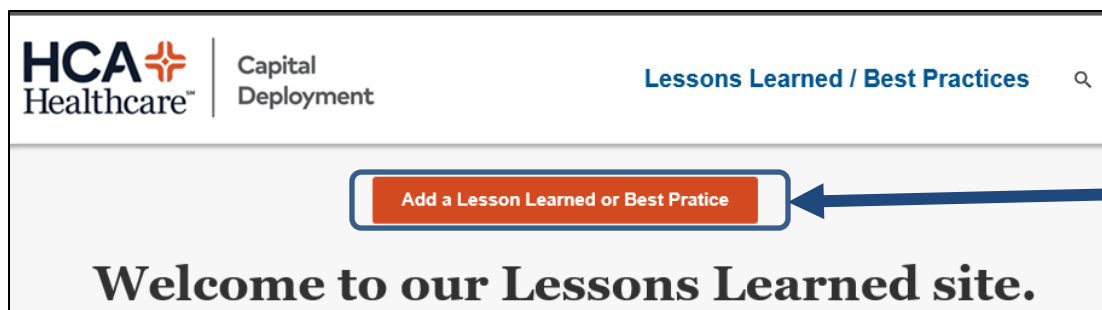 HCA
Healthcare℠
Capital
Deployment
Lessons Learned / Best Practices
Add a Lesson Learned or Best Pratice
Welcome to our Lessons Learned site.